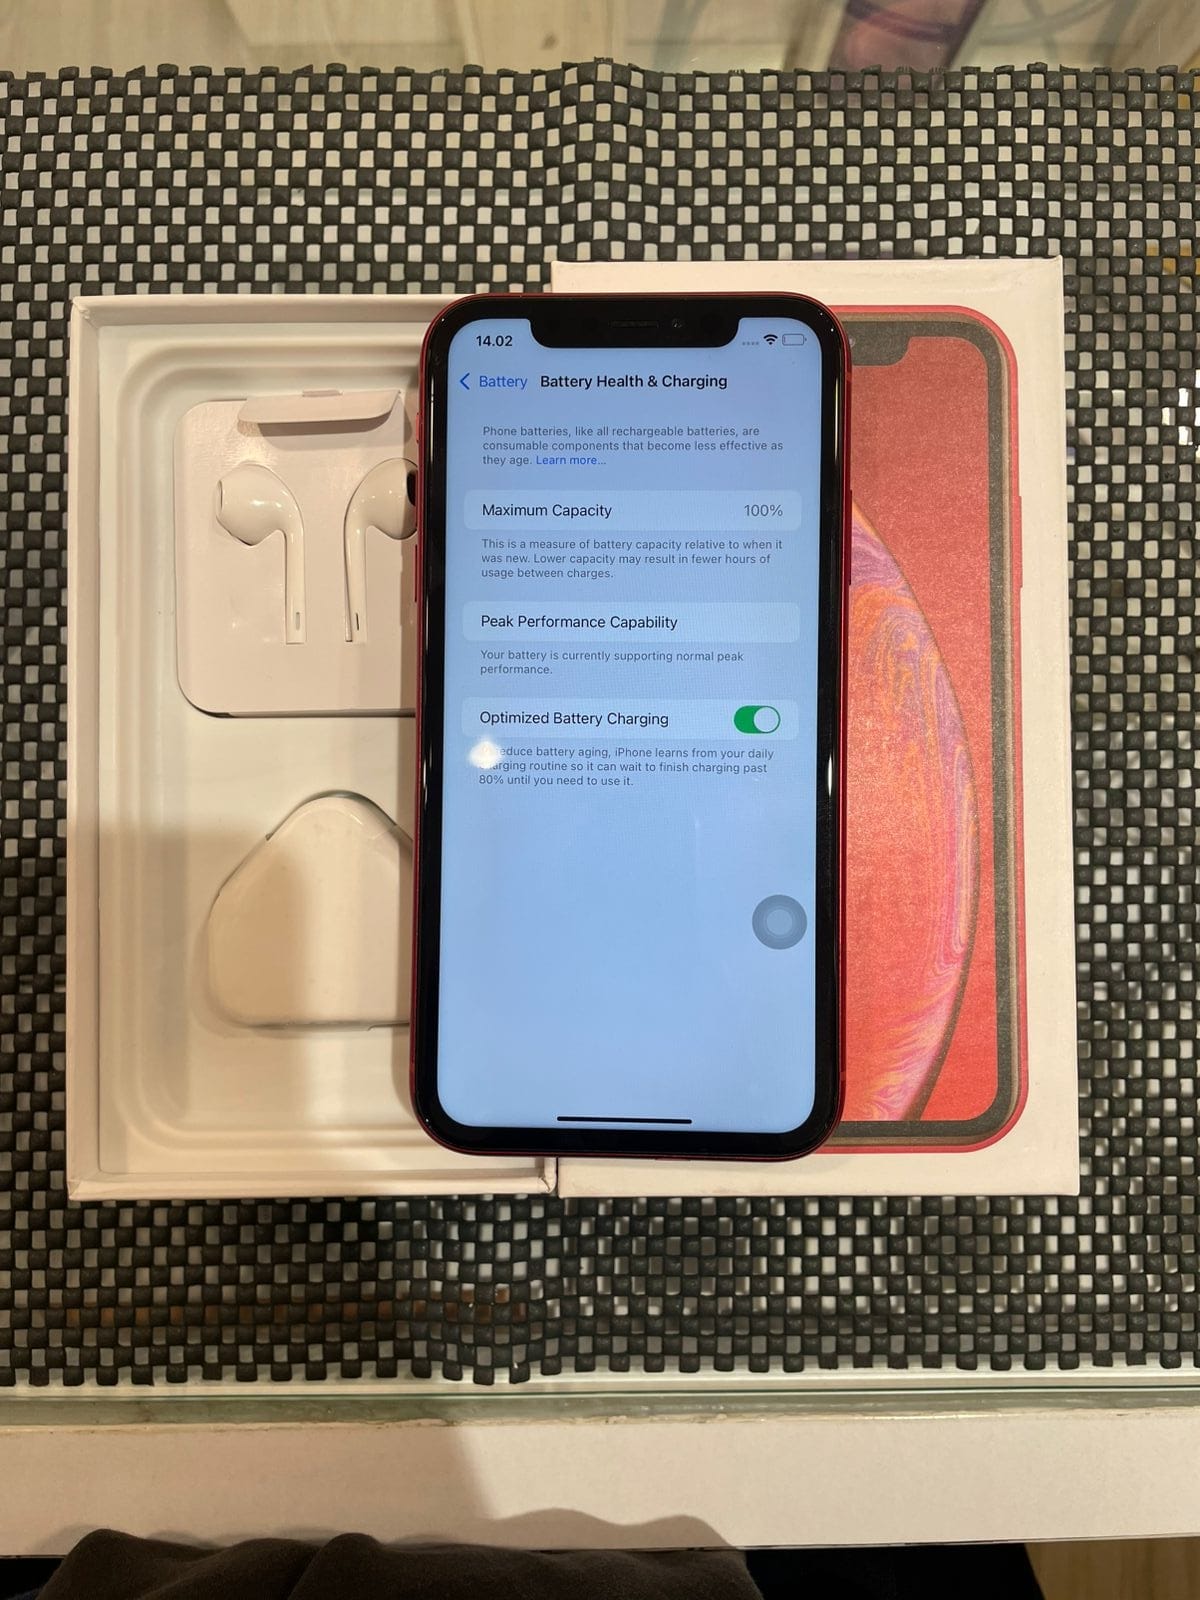 14.02
Battery Battery Health & Charging
Phone batteries, like all rechargeable batteries, are
consumable components that become less effective as
they age. Learn more...
Maximum Capacity 100%
This is a measure of battery capacity relative to when it
was new. Lower capacity may result in fewer hours of
usage between charges.
Peak Performance Capability
Your battery is currently supporting normal peak
performance.
Optimized Battery Charging
battery aging, iPhone learns from your daily
routine so it can wait to finish charging past
80% until you need to use it.